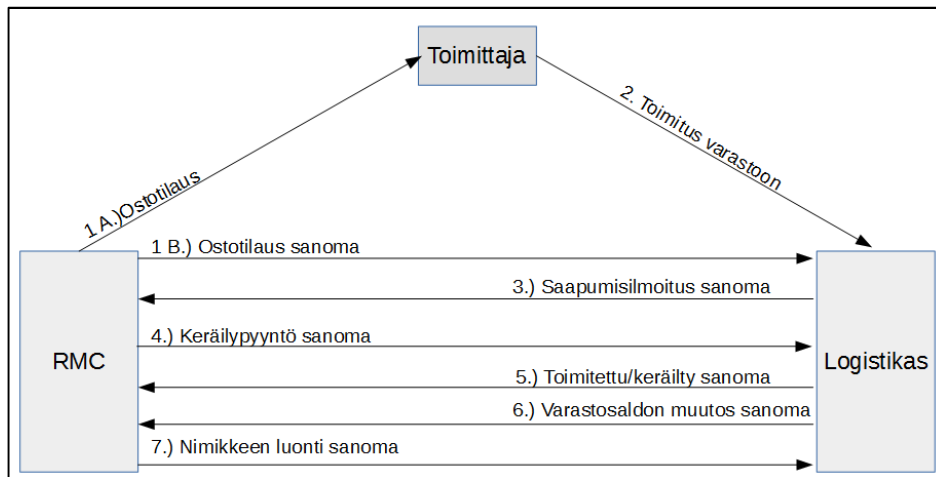 Toimittaja
1 A.)Ostotilaus
2. Toimitus varastoon
1 B.) Ostotilaus sanoma
3.) Saapumisilmoitus sanoma
4.) Keräilypyyntö sanoma
RMC
Logistikas
5.) Toimitettu/keräilty sanoma
6.) Varastosaldon muutos sanoma
7.) Nimikkeen luonti sanoma